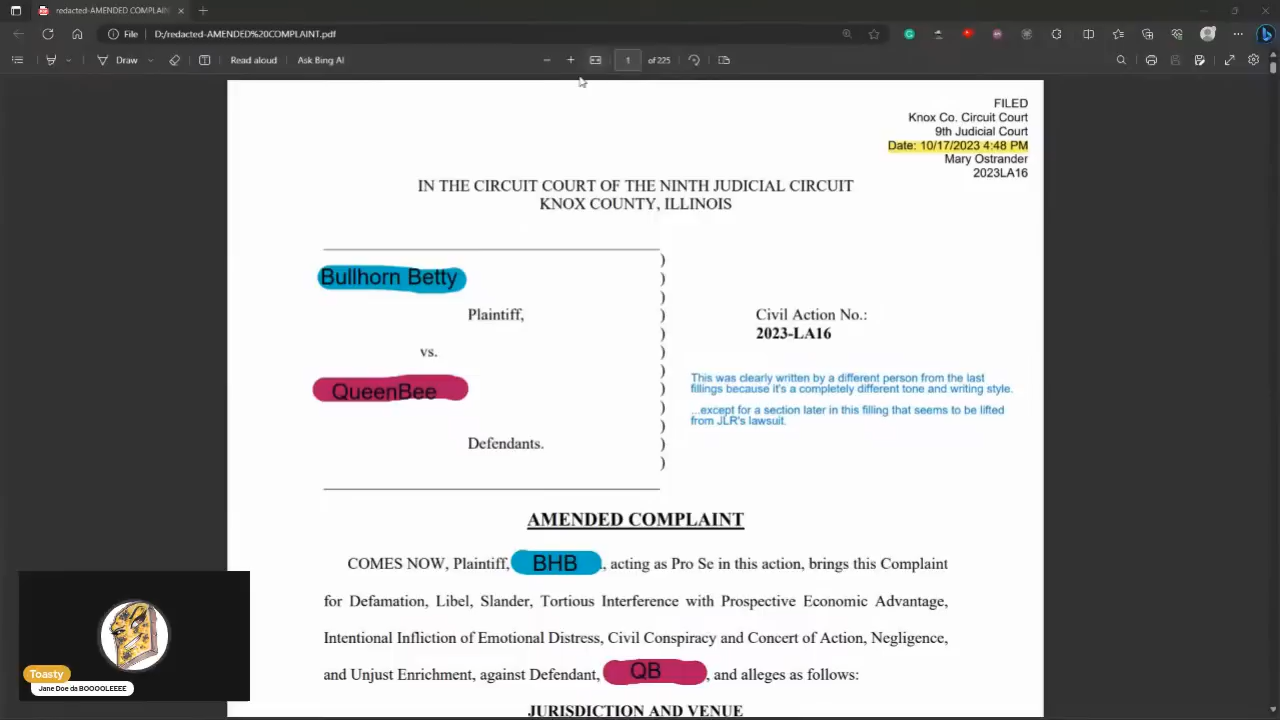 redacted-AMENDED COMPLAIN
File
D:/redacted-AMENDED%20COMPLAINT.pdf
Draw
Read aloud
Ask Bing AI
1
of 225
FILED
Knox Co. Circuit Court
9th Judicial Court
Date: 10/17/2023 4:48 PM
Mary Ostrander
2023LA16
IN THE CIRCUIT COURT OF THE NINTH JUDICIAL CIRCUIT
KNOX COUNTY, ILLINOIS
Bullhorn Betty
Plaintiff,
vs.
QueenBee
Defendants.
)
)
)
)
)
)
)
)
)
)
)
)
Civil Action No.:
2023-LA16
This was clearly written by a different person from the last
fillings because it's a completely different tone and writing style.
...except for a section later in this filling that seems to be lifted
from JLR's lawsuit.
AMENDED COMPLAINT
COMES NOW, Plaintiff, BHB, acting as Pro Se in this action, brings this Complaint
for Defamation, Libel, Slander, Tortious Interference with Prospective Economic Advantage,
Intentional Infliction of Emotional Distress, Civil Conspiracy and Concert of Action, Negligence,
and Unjust Enrichment, against Defendant, QB, and alleges as follows:
JURISDICTION AND VENUE
Toasty
Jane Doe da BOOOOLEEEE